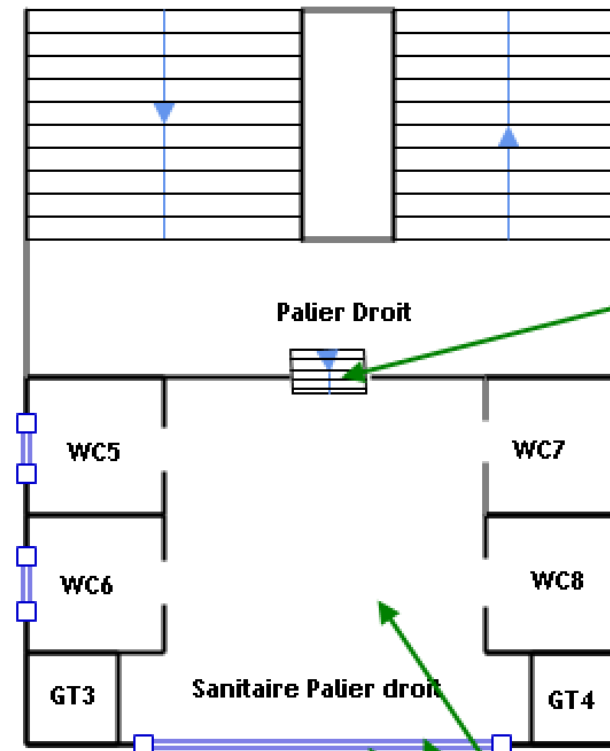 Palier Droit
WC5
WC7
WC6
WC8
GT3
Sanitaire Palier droit
GT4